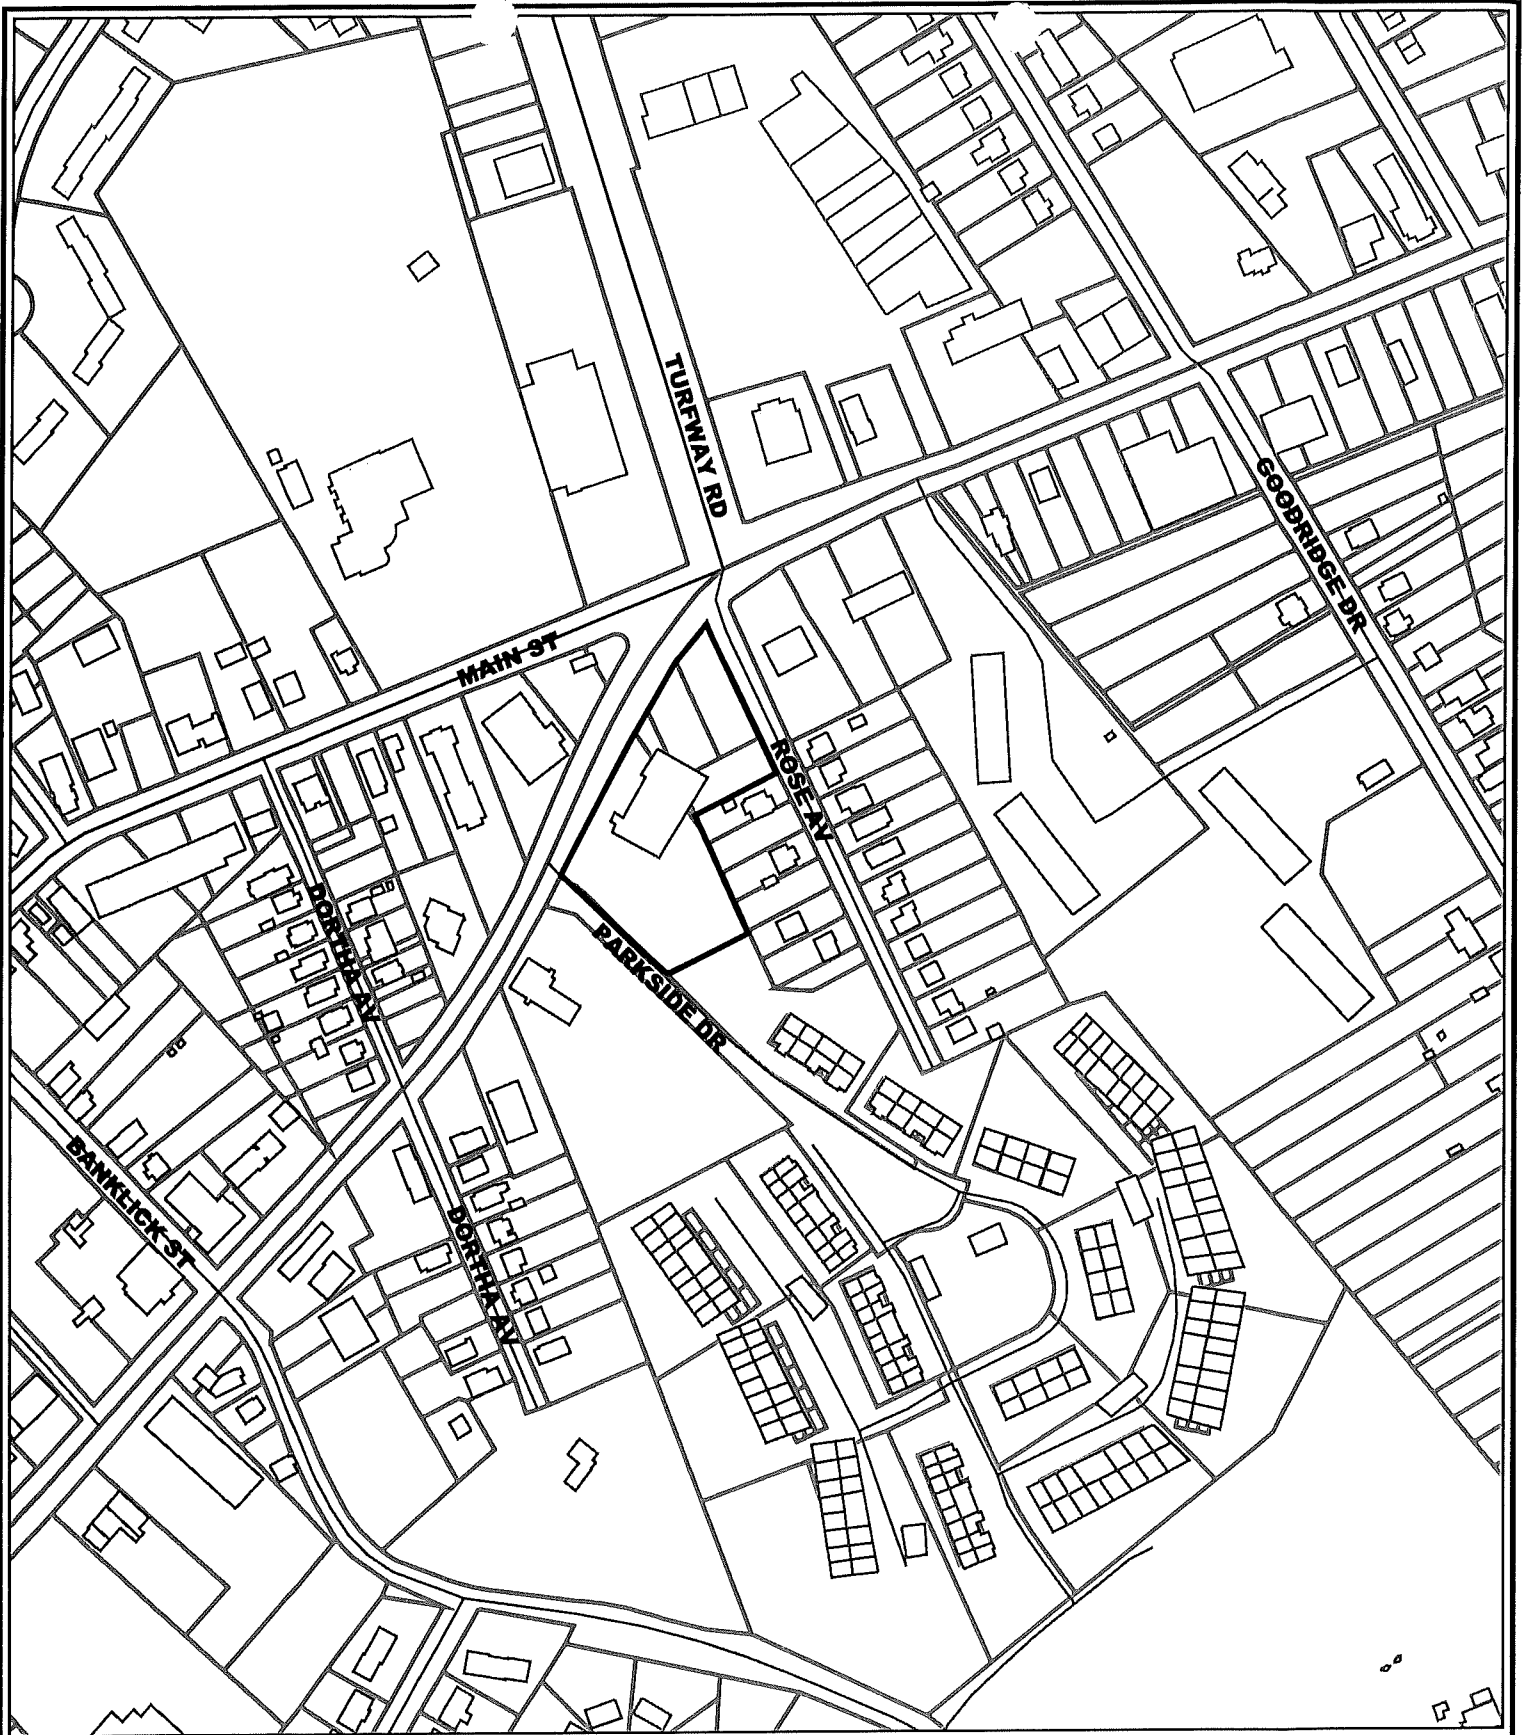 TURFWAY RD
GOODRIDGE DR
MAIN ST
ROSE AV
DORTHA AV
PARKSIDE DR
BANKLICK ST
DORTHA AV